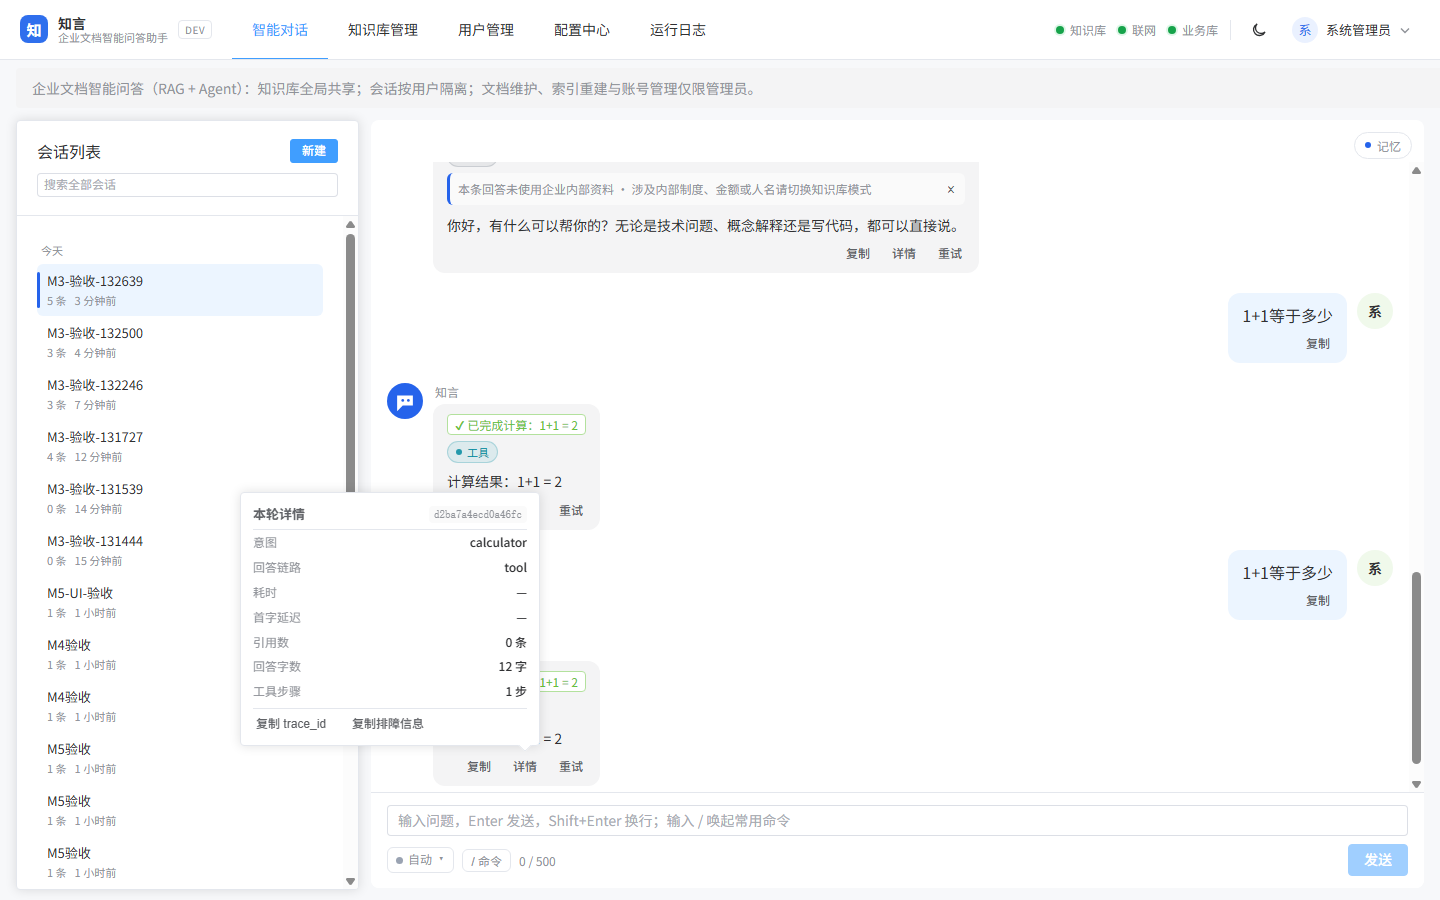 知
知言
企业文档智能问答助手
DEV
智能对话
知识库管理
用户管理
配置中心
运行日志
知识库
联网
业务库
系
系统管理员
企业文档智能问答（RAG + Agent）：知识库全局共享；会话按用户隔离；文档维护、索引重建与账号管理仅限管理员。
会话列表
新建
搜索全部会话
今天
M3-验收-132639
5 条 3 分钟前
M3-验收-132500
3 条 4 分钟前
M3-验收-132246
3 条 7 分钟前
M3-验收-131727
4 条 12 分钟前
M3-验收-131539
0 条 14 分钟前
M3-验收-131444
0 条 15 分钟前
M5-UI-验收
1 条 1 小时前
M4验收
1 条 1 小时前
M4验收
1 条 1 小时前
M5验收
1 条 1 小时前
M5验收
1 条 1 小时前
M5验收
1 条 1 小时前
记忆
本条回答未使用企业内部资料 · 涉及内部制度、金额或人名请切换知识库模式 x
你好，有什么可以帮你的？无论是技术问题、概念解释还是写代码，都可以直接说。
复制 详情 重试
1+1等于多少
复制
系
知言
✓ 已完成计算：1+1 = 2
工具
计算结果：1+1 = 2
重试
1+1等于多少
复制
系
本轮详情 d2ba7a4ecd0a46fc
意图 calculator
回答链路 tool
耗时 —
首字延迟 —
引用数 0 条
回答字数 12 字
工具步骤 1 步
复制 trace_id 复制排障信息
1+1 = 2
= 2
复制 详情 重试
输入问题，Enter 发送，Shift+Enter 换行；输入 / 唤起常用命令
自动
/ 命令
0 / 500
发送